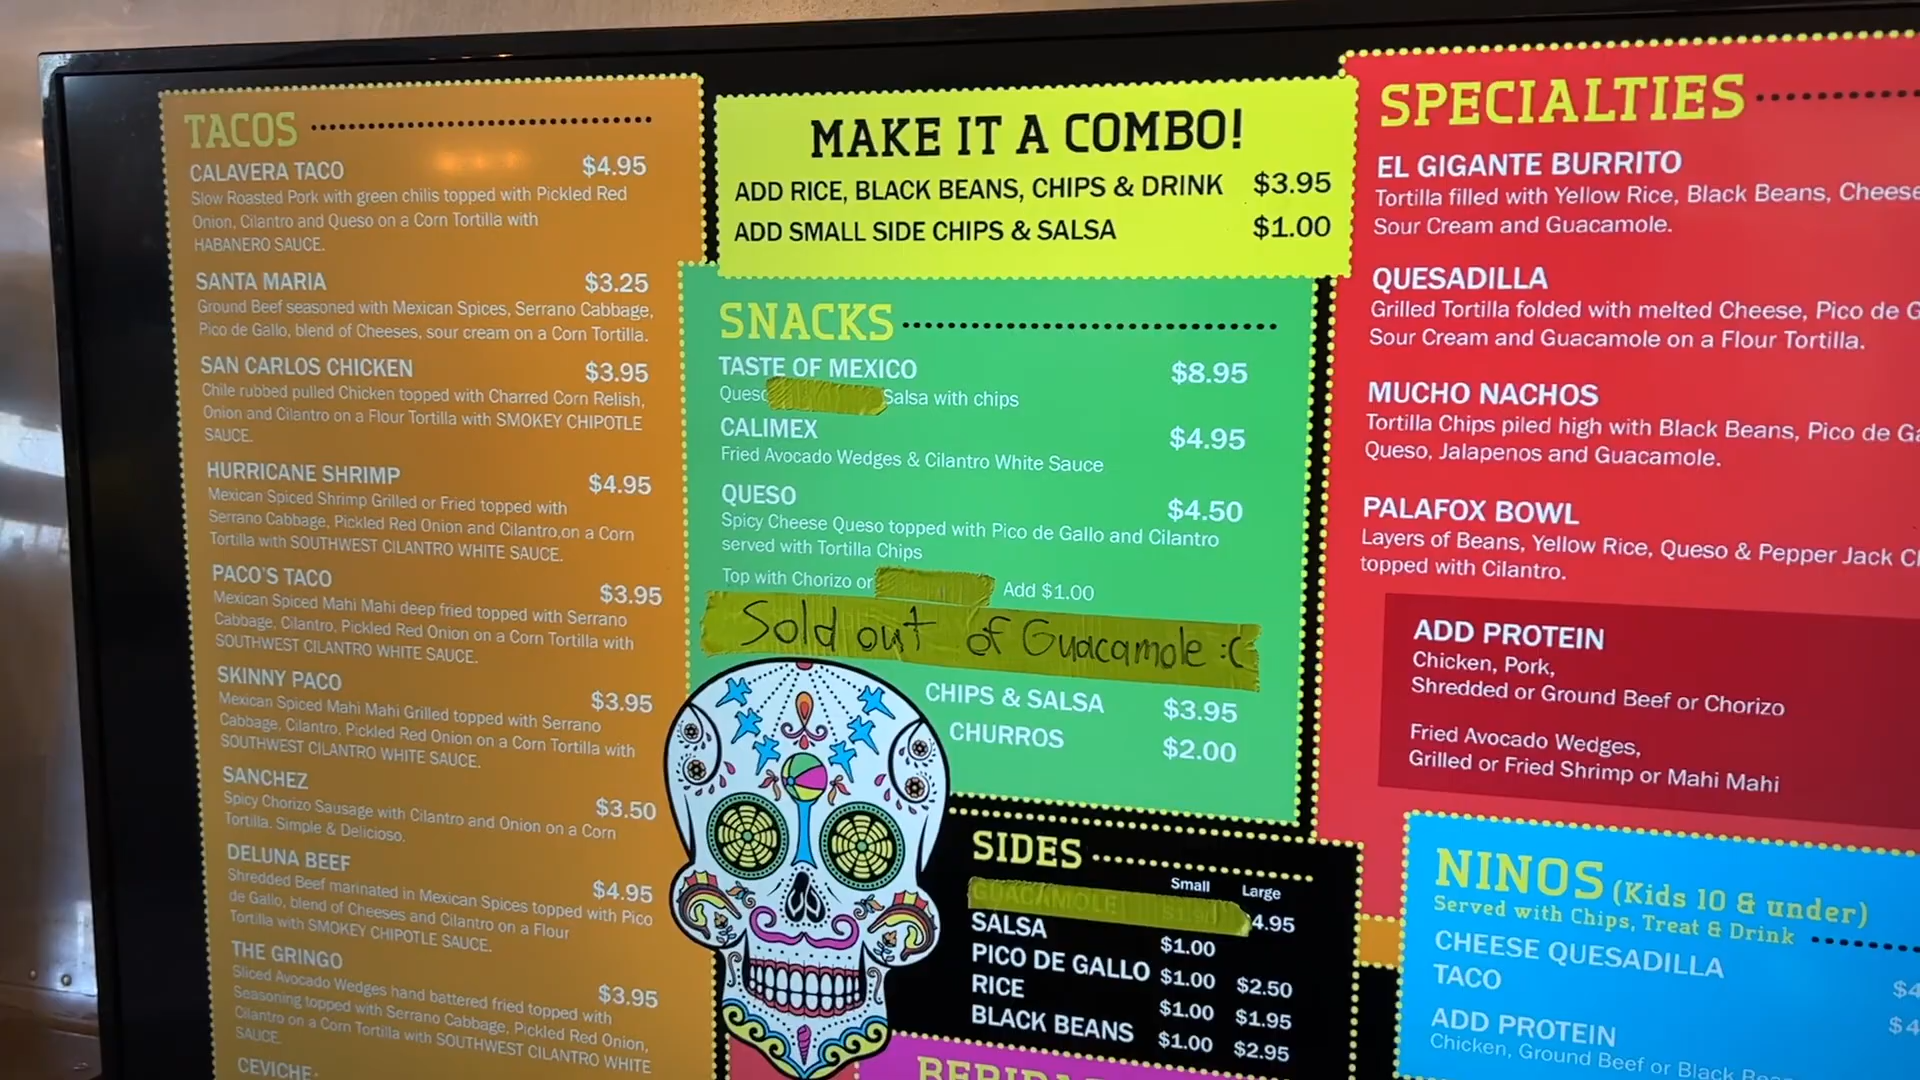 TACOS
CALAVERA TACO $4.95
Slow Roasted Pork with green chilis topped with Pickled Red
Onion, Cilantro and Queso on a Corn Tortilla with
HABANERO SAUCE.
SANTA MARIA $3.25
Ground Beef seasoned with Mexican Spices, Serrano Cabbage,
Pico de Gallo, blend of Cheeses, sour cream on a Corn Tortilla.
SAN CARLOS CHICKEN $3.95
Chile rubbed pulled Chicken topped with Charred Corn Relish,
Onion and Cilantro on a Flour Tortilla with SMOKEY CHIPOTLE
SAUCE.
HURRICANE SHRIMP $4.95
Mexican Spiced Shrimp Grilled or Fried topped with
Serrano Cabbage, Pickled Red Onion and Cilantro,on a Corn
Tortilla with SOUTHWEST CILANTRO WHITE SAUCE.
PACO'S TACO $3.95
Mexican Spiced Mahi Mahi deep fried topped with Serrano
Cabbage, Cilantro, Pickled Red Onion on a Corn Tortilla with
SOUTHWEST CILANTRO WHITE SAUCE.
SKINNY PACO $3.95
Mexican Spiced Mahi Mahi Grilled topped with Serrano
Cabbage, Cilantro, Pickled Red Onion on a Corn Tortilla with
SOUTHWEST CILANTRO WHITE SAUCE.
SANCHEZ $3.50
Spicy Chorizo Sausage with Cilantro and Onion on a Corn
Tortilla. Simple & Delicioso.
DELUNA BEEF $4.95
Shredded Beef marinated in Mexican Spices topped with Pico
de Gallo, blend of Cheeses and Cilantro on a Flour
Tortilla with SMOKEY CHIPOTLE SAUCE.
THE GRINGO $3.95
Sliced Avocado Wedges hand battered fried topped with
Seasoning topped with Serrano Cabbage, Pickled Red Onion,
Cilantro on a Corn Tortilla with SOUTHWEST CILANTRO WHITE
SAUCE.
CEVICHE:
MAKE IT A COMBO!
ADD RICE, BLACK BEANS, CHIPS & DRINK $3.95
ADD SMALL SIDE CHIPS & SALSA $1.00
SNACKS
TASTE OF MEXICO $8.95
Queso Salsa with chips
CALIMEX $4.95
Fried Avocado Wedges & Cilantro White Sauce
QUESO $4.50
Spicy Cheese Queso topped with Pico de Gallo and Cilantro
served with Tortilla Chips
Top with Chorizo or Add $1.00
Sold out of Guacamole :(
CHIPS & SALSA $3.95
CHURROS $2.00
SIDES
Small Large
GUACAMOLE 4.95
SALSA $1.00
PICO DE GALLO $1.00 $2.50
RICE $1.00 $1.95
BLACK BEANS $1.00 $2.95
SPECIALTIES
EL GIGANTE BURRITO
Tortilla filled with Yellow Rice, Black Beans, Cheese
Sour Cream and Guacamole.
QUESADILLA
Grilled Tortilla folded with melted Cheese, Pico de G
Sour Cream and Guacamole on a Flour Tortilla.
MUCHO NACHOS
Tortilla Chips piled high with Black Beans, Pico de Ga
Queso, Jalapenos and Guacamole.
PALAFOX BOWL
Layers of Beans, Yellow Rice, Queso & Pepper Jack C
topped with Cilantro.
ADD PROTEIN
Chicken, Pork,
Shredded or Ground Beef or Chorizo
Fried Avocado Wedges,
Grilled or Fried Shrimp or Mahi Mahi
NINOS (Kids 10 & under)
Served with Chips, Treat & Drink
CHEESE QUESADILLA $4
TACO $4
ADD PROTEIN
Chicken, Ground Beef or Black